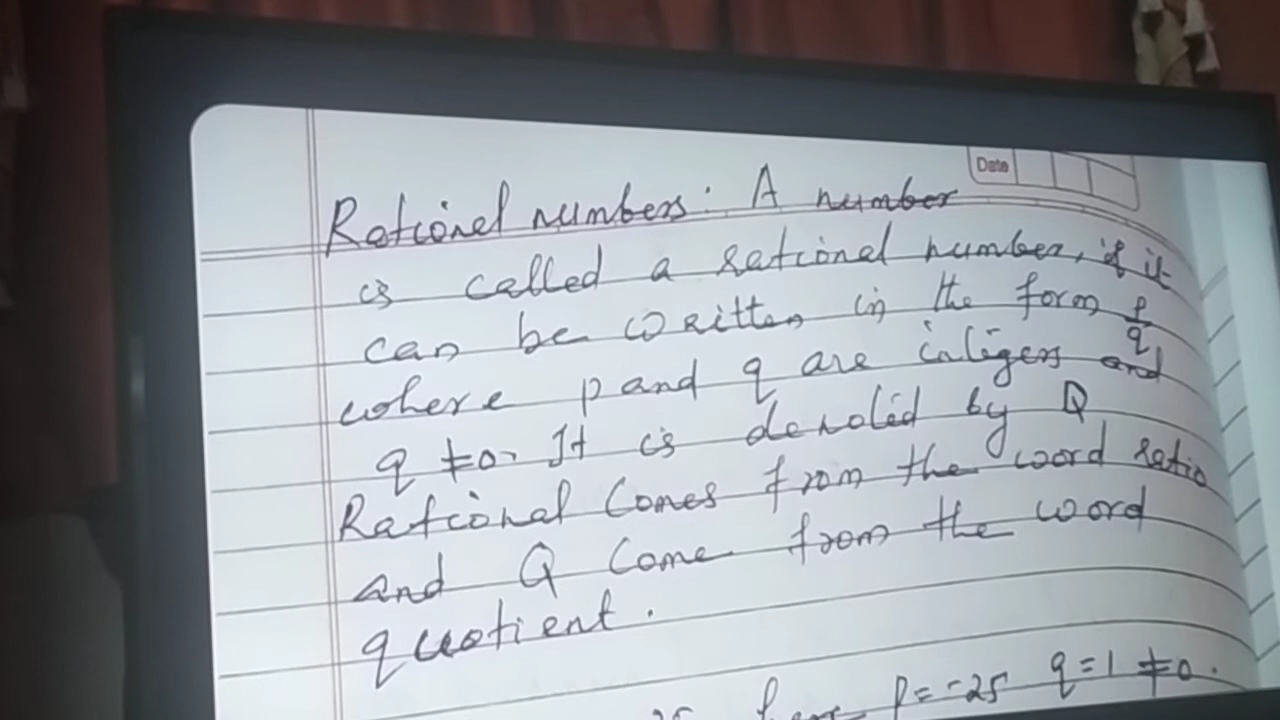 Date
Rational numbers: A number
is called a rational number, if it
can be written in the form p/q
where p and q are integers and
q ≠ 0. It is denoted by Q
Rational Comes from the word ratio
and Q Come from the word
quotient.
25 here p = -25 q = 1 ≠ 0.